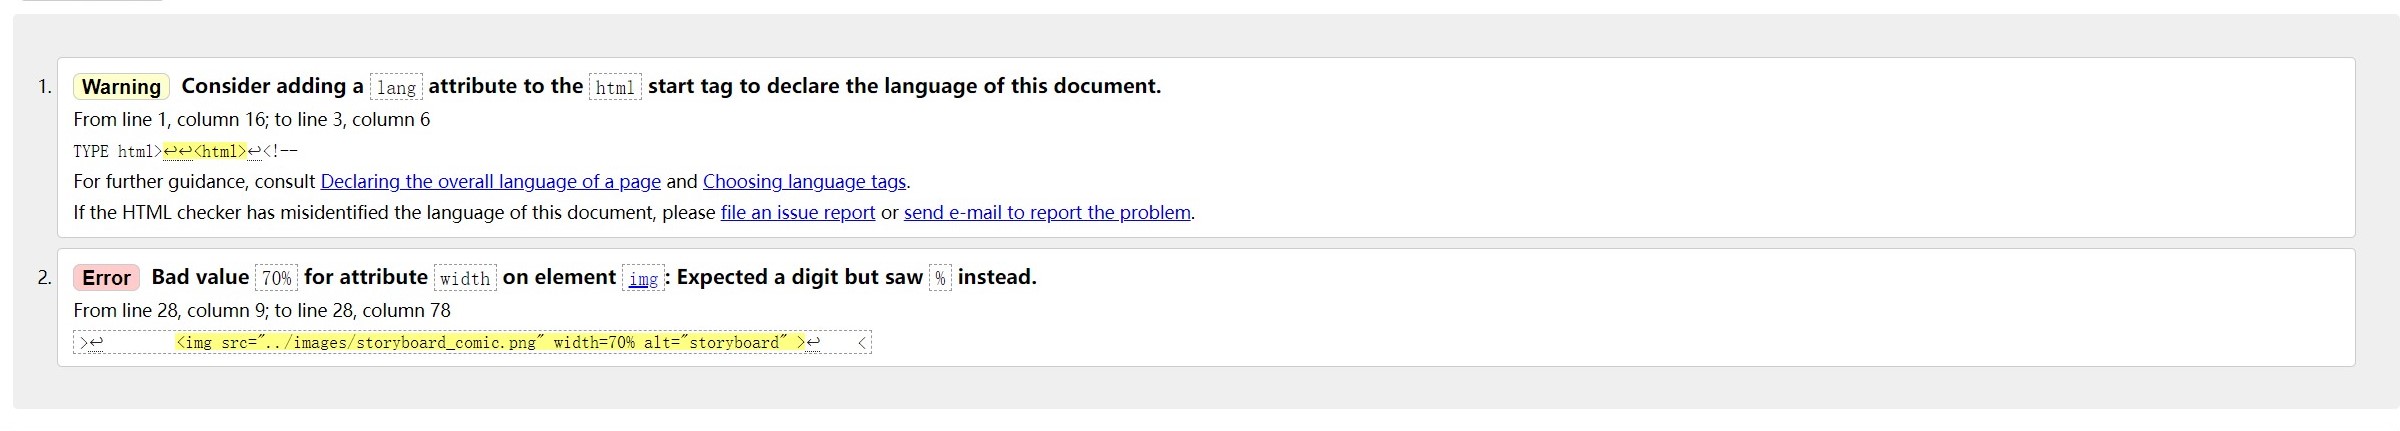 1. Warning Consider adding a lang attribute to the html start tag to declare the language of this document.
From line 1, column 16; to line 3, column 6
TYPE html>↩↩<html>↩<!--
For further guidance, consult Declaring the overall language of a page and Choosing language tags.
If the HTML checker has misidentified the language of this document, please file an issue report or send e-mail to report the problem.
2. Error Bad value 70% for attribute width on element img: Expected a digit but saw % instead.
From line 28, column 9; to line 28, column 78
>↩ <img src="../images/storyboard_comic.png" width=70% alt="storyboard" >↩ <